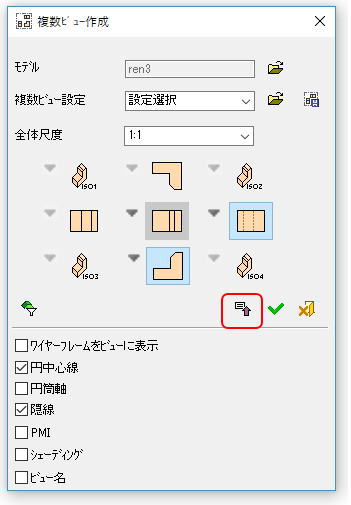 複数ﾋﾞｭｰ作成
ﾓﾃﾞﾙ
ren3
複数ﾋﾞｭｰ設定
設定選択
全体尺度
1:1
ISO1
ISO2
ISO3
ISO4
ﾜｲﾔｰﾌﾚｰﾑをﾋﾞｭｰに表示
円中心線
円筒軸
隠線
PMI
ｼｪｰﾃﾞｨﾝｸﾞ
ﾋﾞｭｰ名